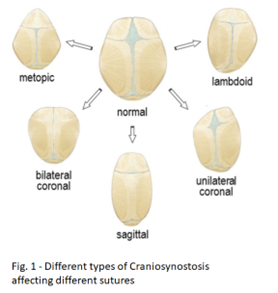 metopic
normal
lambdoid
bilateral
coronal
sagittal
unilateral
coronal
Fig. 1 - Different types of Craniosynostosis
affecting different sutures